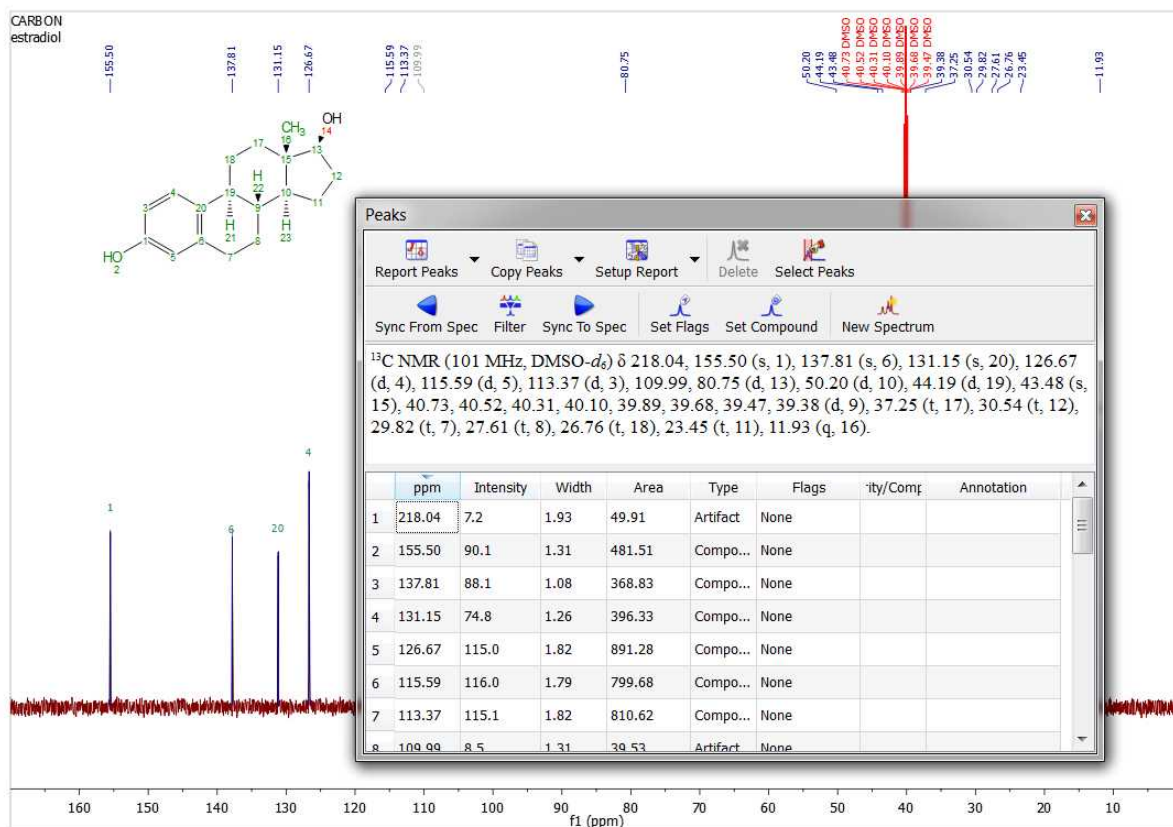 CARBON
estradiol
155.50
137.81
131.15
126.67
115.59
113.37
109.99
80.75
50.20
44.19
43.48
40.73 DMSO
40.52 DMSO
40.31 DMSO
40.10 DMSO
39.89 DMSO
39.68 DMSO
39.47 DMSO
39.38
37.25
30.54
29.82
27.61
26.76
23.45
11.93
OH
14
CH3
16
17
13
18
15
12
H
22
4
19
10
3
20
9
11
H
21
H
23
1
5
6
8
7
HO
2
1
6
20
4
Peaks
Report Peaks Copy Peaks Setup Report Delete Select Peaks
Sync From Spec Filter Sync To Spec Set Flags Set Compound New Spectrum
¹³C NMR (101 MHz, DMSO-d₆) δ 218.04, 155.50 (s, 1), 137.81 (s, 6), 131.15 (s, 20), 126.67
(d, 4), 115.59 (d, 5), 113.37 (d, 3), 109.99, 80.75 (d, 13), 50.20 (d, 10), 44.19 (d, 19), 43.48 (s,
15), 40.73, 40.52, 40.31, 40.10, 39.89, 39.68, 39.47, 39.38 (d, 9), 37.25 (t, 17), 30.54 (t, 12),
29.82 (t, 7), 27.61 (t, 8), 26.76 (t, 18), 23.45 (t, 11), 11.93 (q, 16).
ppm Intensity Width Area Type Flags ity/Comp Annotation
1 218.04 7.2 1.93 49.91 Artifact None
2 155.50 90.1 1.31 481.51 Compo... None
3 137.81 88.1 1.08 368.83 Compo... None
4 131.15 74.8 1.26 396.33 Compo... None
5 126.67 115.0 1.82 891.28 Compo... None
6 115.59 116.0 1.79 799.68 Compo... None
7 113.37 115.1 1.82 810.62 Compo... None
8 109.99 8.5 1.31 39.53 Artifact None
160 150 140 130 120 110 100 90 80 70 60 50 40 30 20 10
f1 (ppm)